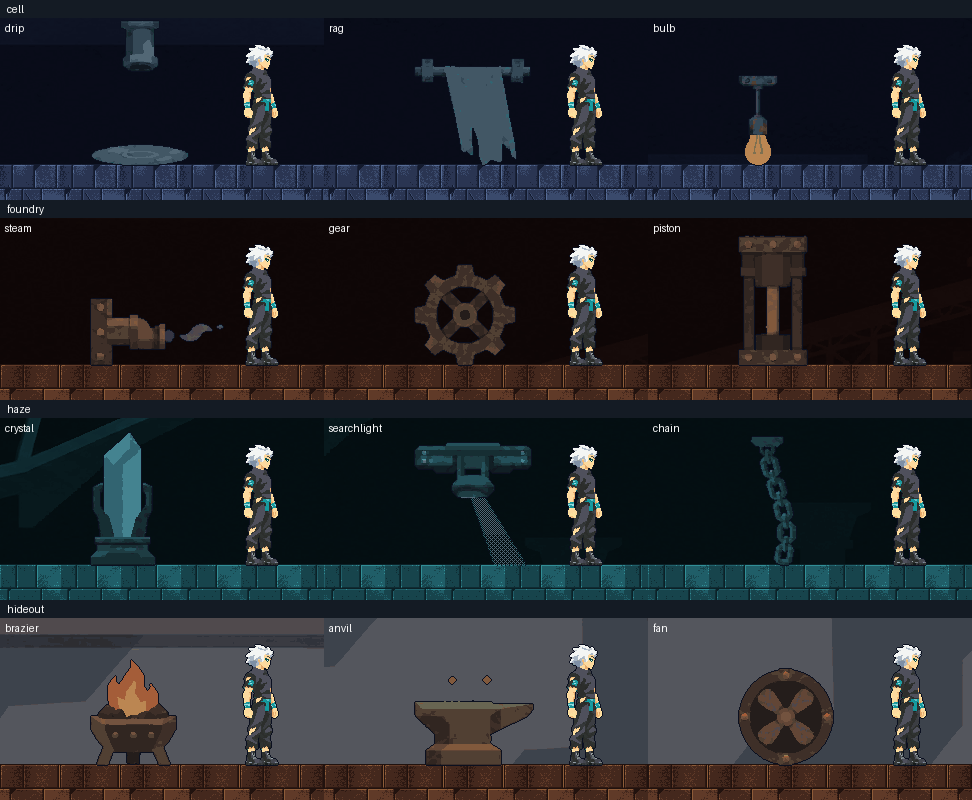 cell
drip rag bulb
foundry
steam gear piston
haze
crystal searchlight chain
hideout
brazier anvil fan